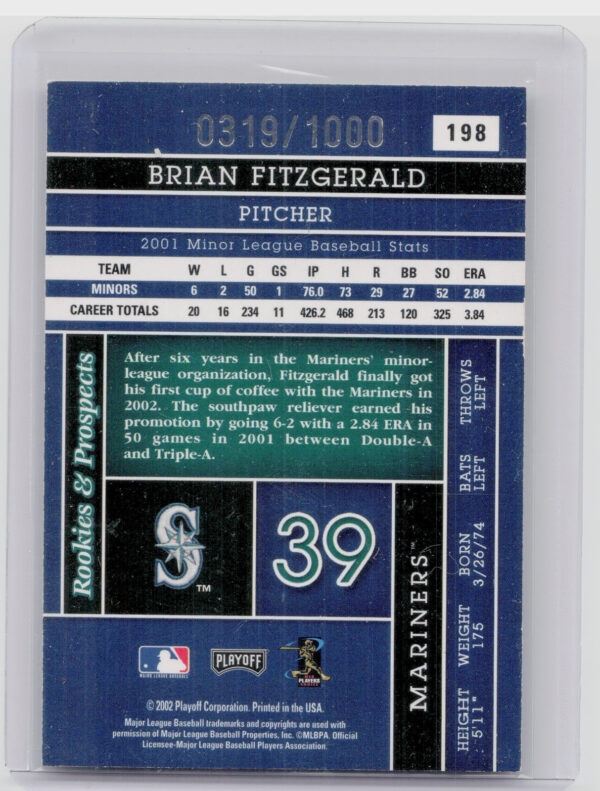 0319/1000
198
BRIAN FITZGERALD
PITCHER
2001 Minor League Baseball Stats
TEAM W L G GS IP H R BB SO ERA
MINORS 6 2 50 1 76.0 73 29 27 52 2.84
CAREER TOTALS 20 16 234 11 426.2 468 213 120 325 3.84
Rookies & Prospects
After six years in the Mariners' minor-
league organization, Fitzgerald finally got
his first cup of coffee with the Mariners in
2002. The southpaw reliever earned his
promotion by going 6-2 with a 2.84 ERA in
50 games in 2001 between Double-A
and Triple-A.
S
TM
39
MARINERS™
HEIGHT
5'11"
WEIGHT
175
BORN
3/26/74
BATS
LEFT
THROWS
LEFT
MAJOR LEAGUE BASEBALL
PLAYOFF
PLAYERS
CHOICE
© 2002 Playoff Corporation. Printed in the USA.
Major League Baseball trademarks and copyrights are used with
permission of Major League Baseball Properties, Inc. ©MLBPA. Official
Licensee-Major League Baseball Players Association.